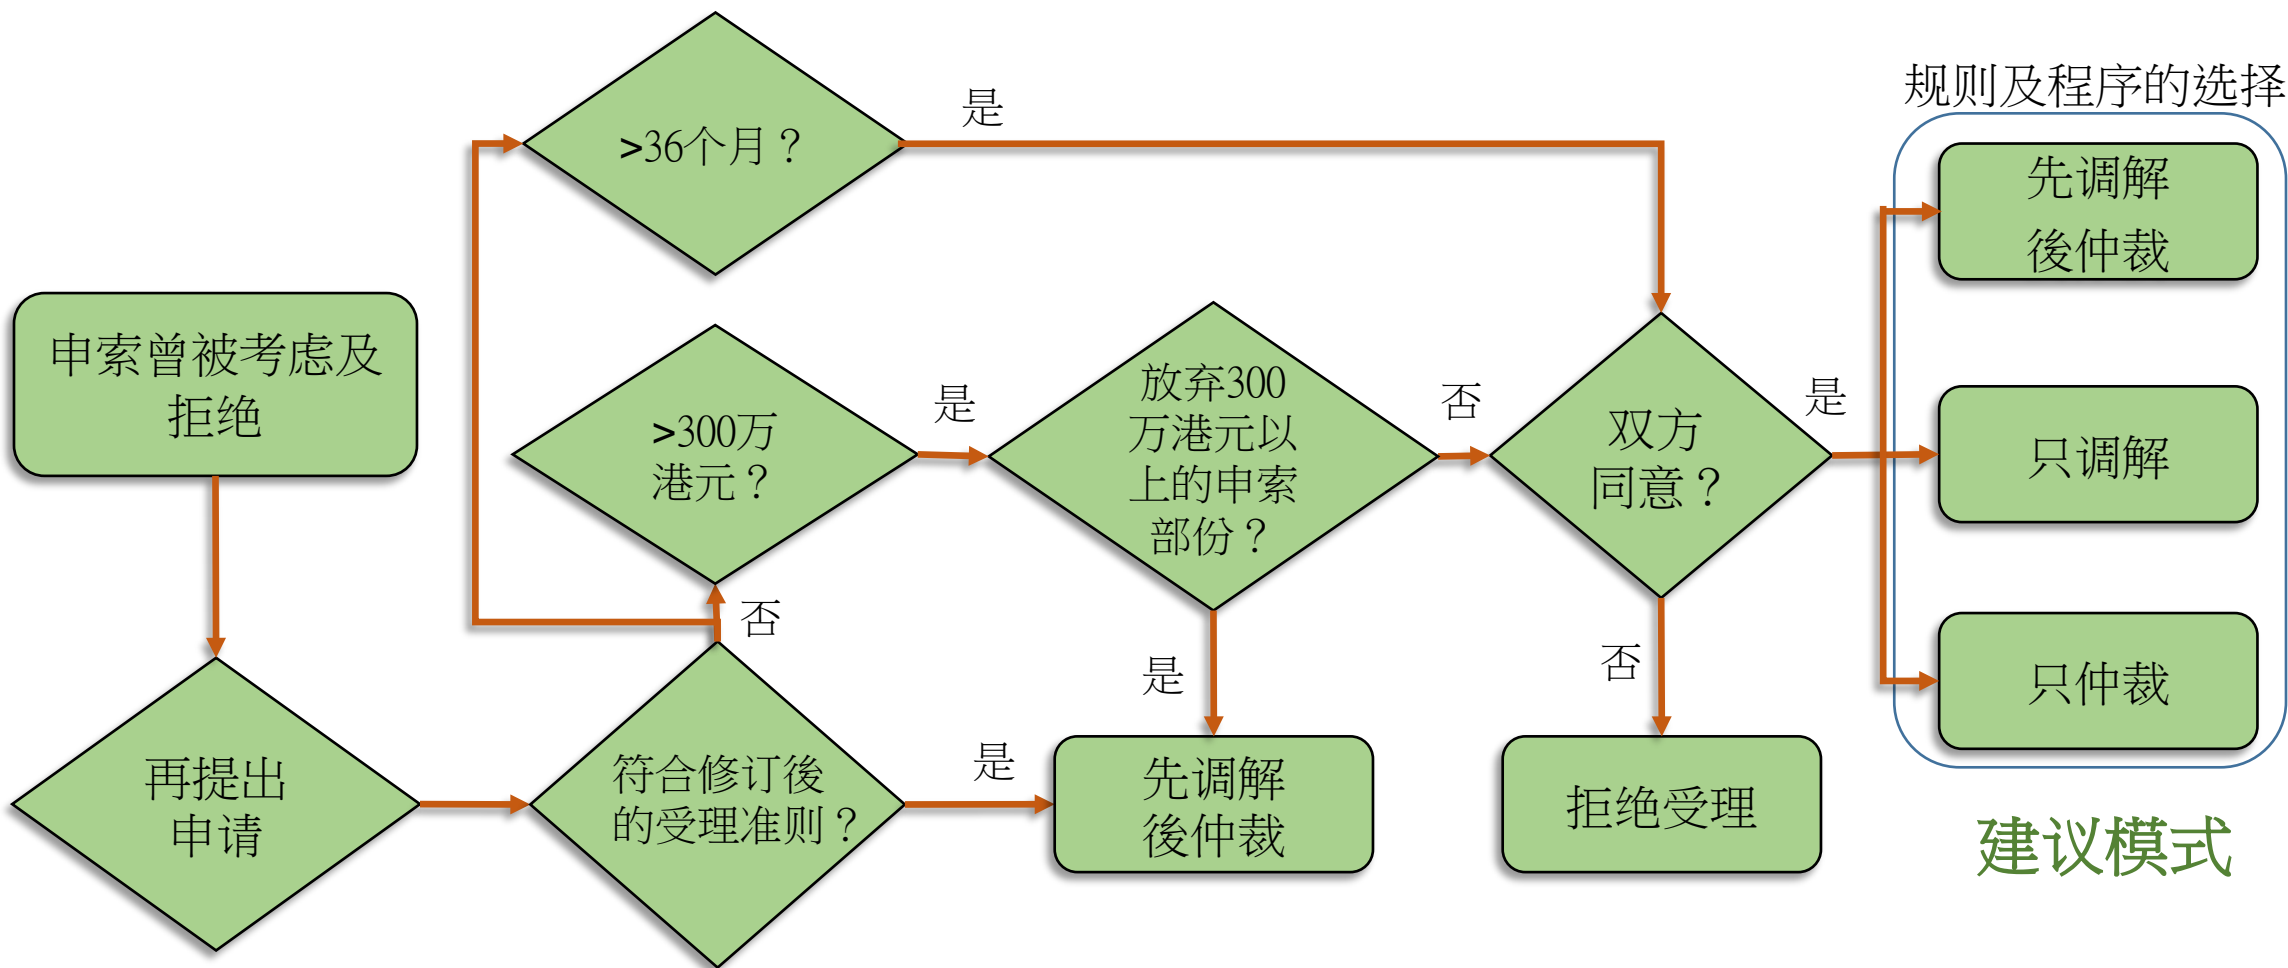 >36个月？
是
规则及程序的选择
先调解
後仲裁
申索曾被考虑及
拒绝
>300万
港元？
是
放弃300
万港元以
上的申索
部份？
否
双方
同意？
是
只调解
否
是
否
只仲裁
再提出
申请
符合修订後
的受理准则？
是
先调解
後仲裁
拒绝受理
建议模式